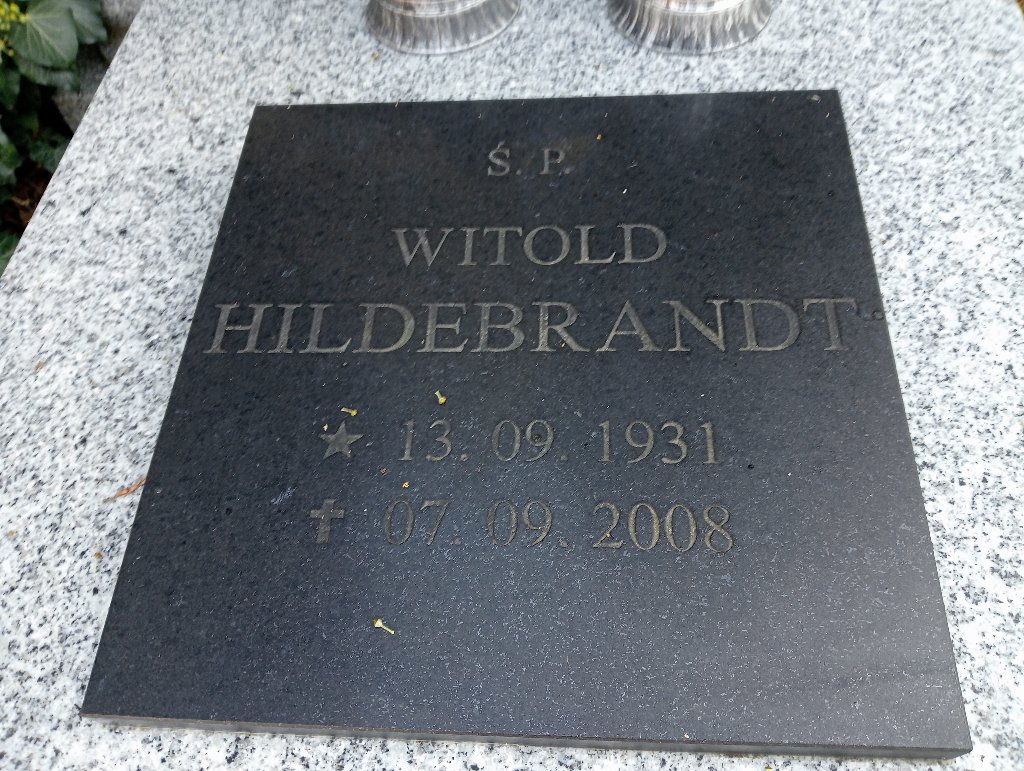 Ś. P.
WITOLD
HILDEBRANDT
★ 13. 09. 1931
✝ 07. 09. 2008